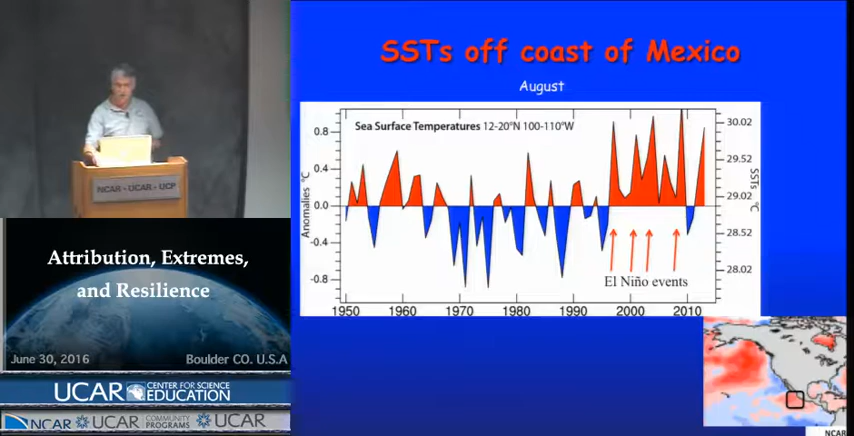 SSTs off coast of Mexico
August
Sea Surface Temperatures 12-20°N 100-110°W
Anomalies °C
0.8
0.4
0.0
-0.4
-0.8
30.02
29.52
29.02
28.52
28.02
SSTs °C
El Niño events
1950 1960 1970 1980 1990 2000 2010
NCAR
NCAR - UCAR - UCP
Attribution, Extremes,
and Resilience
June 30, 2016 Boulder CO. U.S.A
UCAR CENTER FOR SCIENCE
EDUCATION
NCAR UCAR COMMUNITY PROGRAMS UCAR